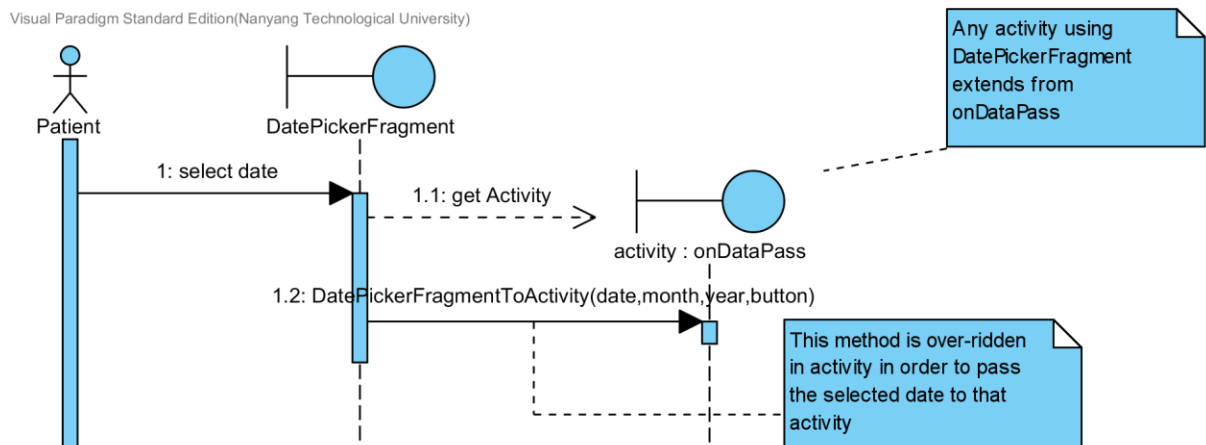 Visual Paradigm Standard Edition(Nanyang Technological University)
Any activity using
DatePickerFragment
extends from
onDataPass
Patient
DatePickerFragment
1: select date
1.1: get Activity
activity : onDataPass
1.2: DatePickerFragmentToActivity(date,month,year,button)
This method is over-ridden
in activity in order to pass
the selected date to that
activity